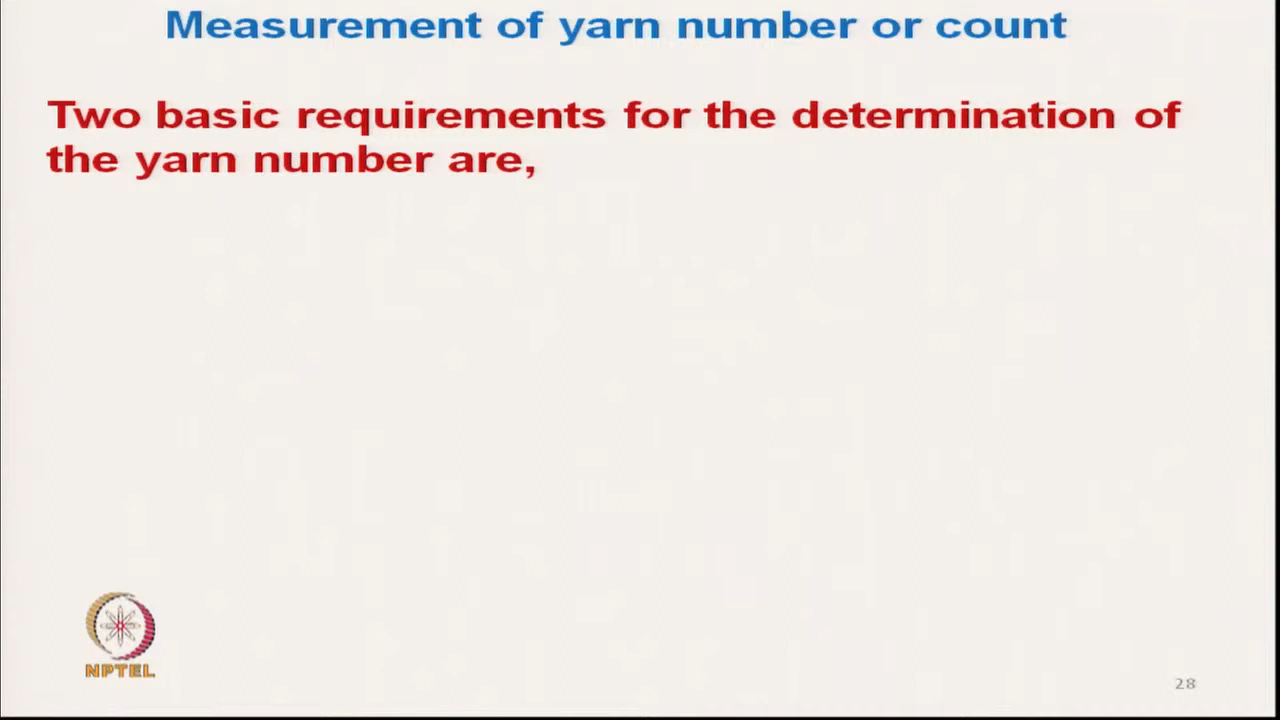 Measurement of yarn number or count
Two basic requirements for the determination of
the yarn number are,
NPTEL
28